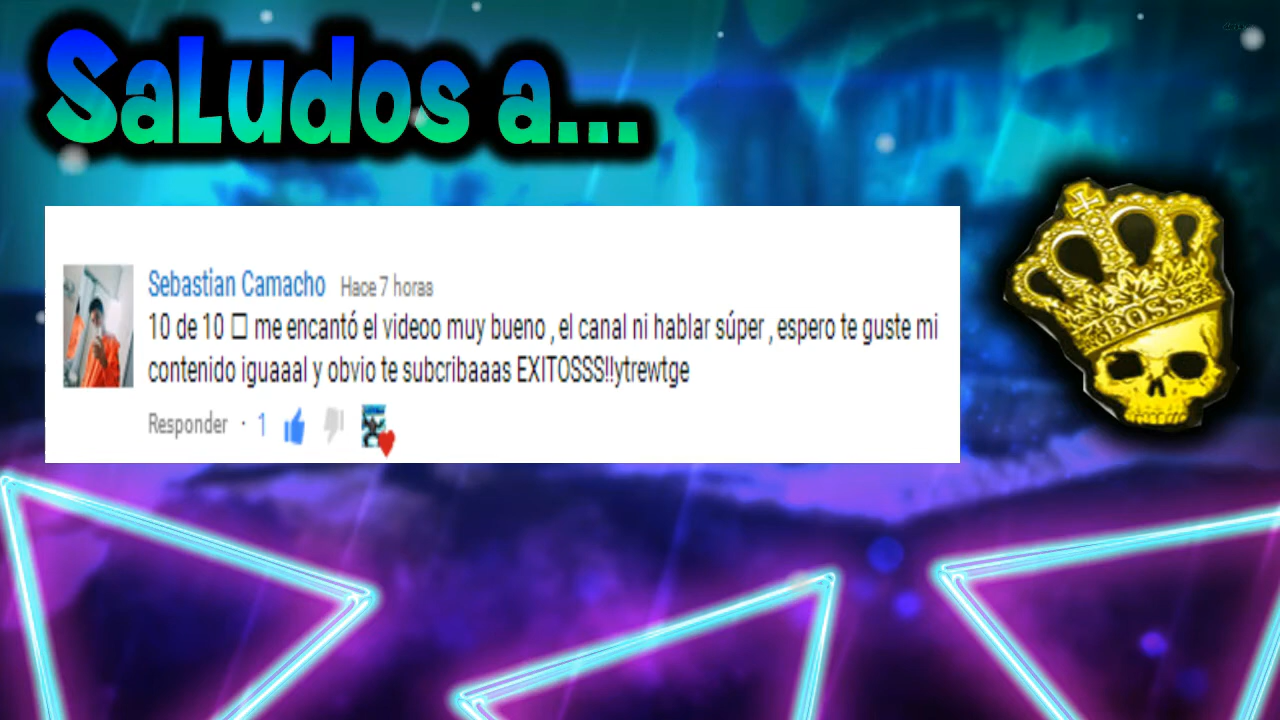 SaLudos a...
Sebastian Camacho Hace 7 horas
10 de 10 □ me encantó el videoo muy bueno , el canal ni hablar súper , espero te guste mi
contenido iguaaal y obvio te subcribaaas EXITOSSS!!ytrewtge
Responder · 1
BOSS